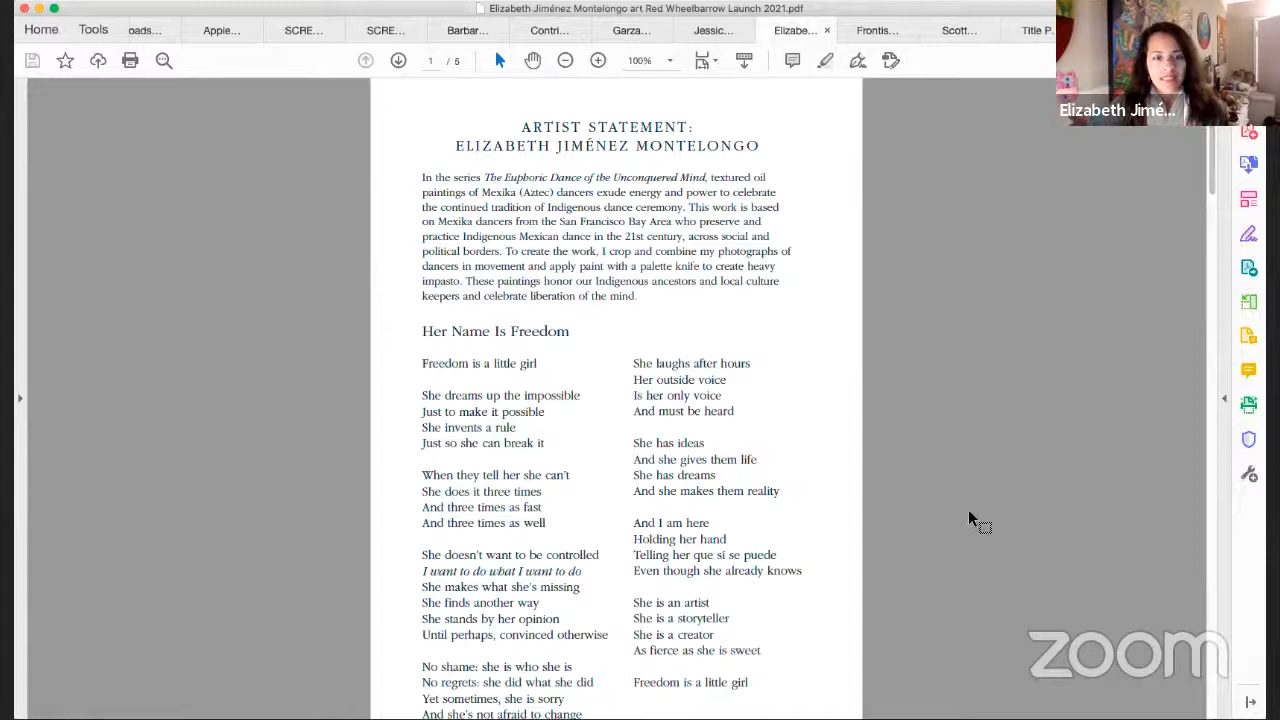 Elizabeth Jiménez Montelongo art Red Wheelbarrow Launch 2021.pdf
Home Tools oads... Apple... SCRE... SCRE... Barbar... Contri... Garza... Jessic... Elizabe... × Frontis... Scott... Title P...
1 / 5 100%
Elizabeth Jimé...
ARTIST STATEMENT:
ELIZABETH JIMÉNEZ MONTELONGO
In the series The Euphoric Dance of the Unconquered Mind, textured oil
paintings of Mexika (Aztec) dancers exude energy and power to celebrate
the continued tradition of Indigenous dance ceremony. This work is based
on Mexika dancers from the San Francisco Bay Area who preserve and
practice Indigenous Mexican dance in the 21st century, across social and
political borders. To create the work, I crop and combine my photographs of
dancers in movement and apply paint with a palette knife to create heavy
impasto. These paintings honor our Indigenous ancestors and local culture
keepers and celebrate liberation of the mind.
Her Name Is Freedom
Freedom is a little girl
She dreams up the impossible
Just to make it possible
She invents a rule
Just so she can break it
When they tell her she can't
She does it three times
And three times as fast
And three times as well
She doesn't want to be controlled
I want to do what I want to do
She makes what she's missing
She finds another way
She stands by her opinion
Until perhaps, convinced otherwise
No shame: she is who she is
No regrets: she did what she did
Yet sometimes, she is sorry
And she's not afraid to change
She laughs after hours
Her outside voice
Is her only voice
And must be heard
She has ideas
And she gives them life
She has dreams
And she makes them reality
And I am here
Holding her hand
Telling her que sí se puede
Even though she already knows
She is an artist
She is a storyteller
She is a creator
As fierce as she is sweet
Freedom is a little girl
zoom